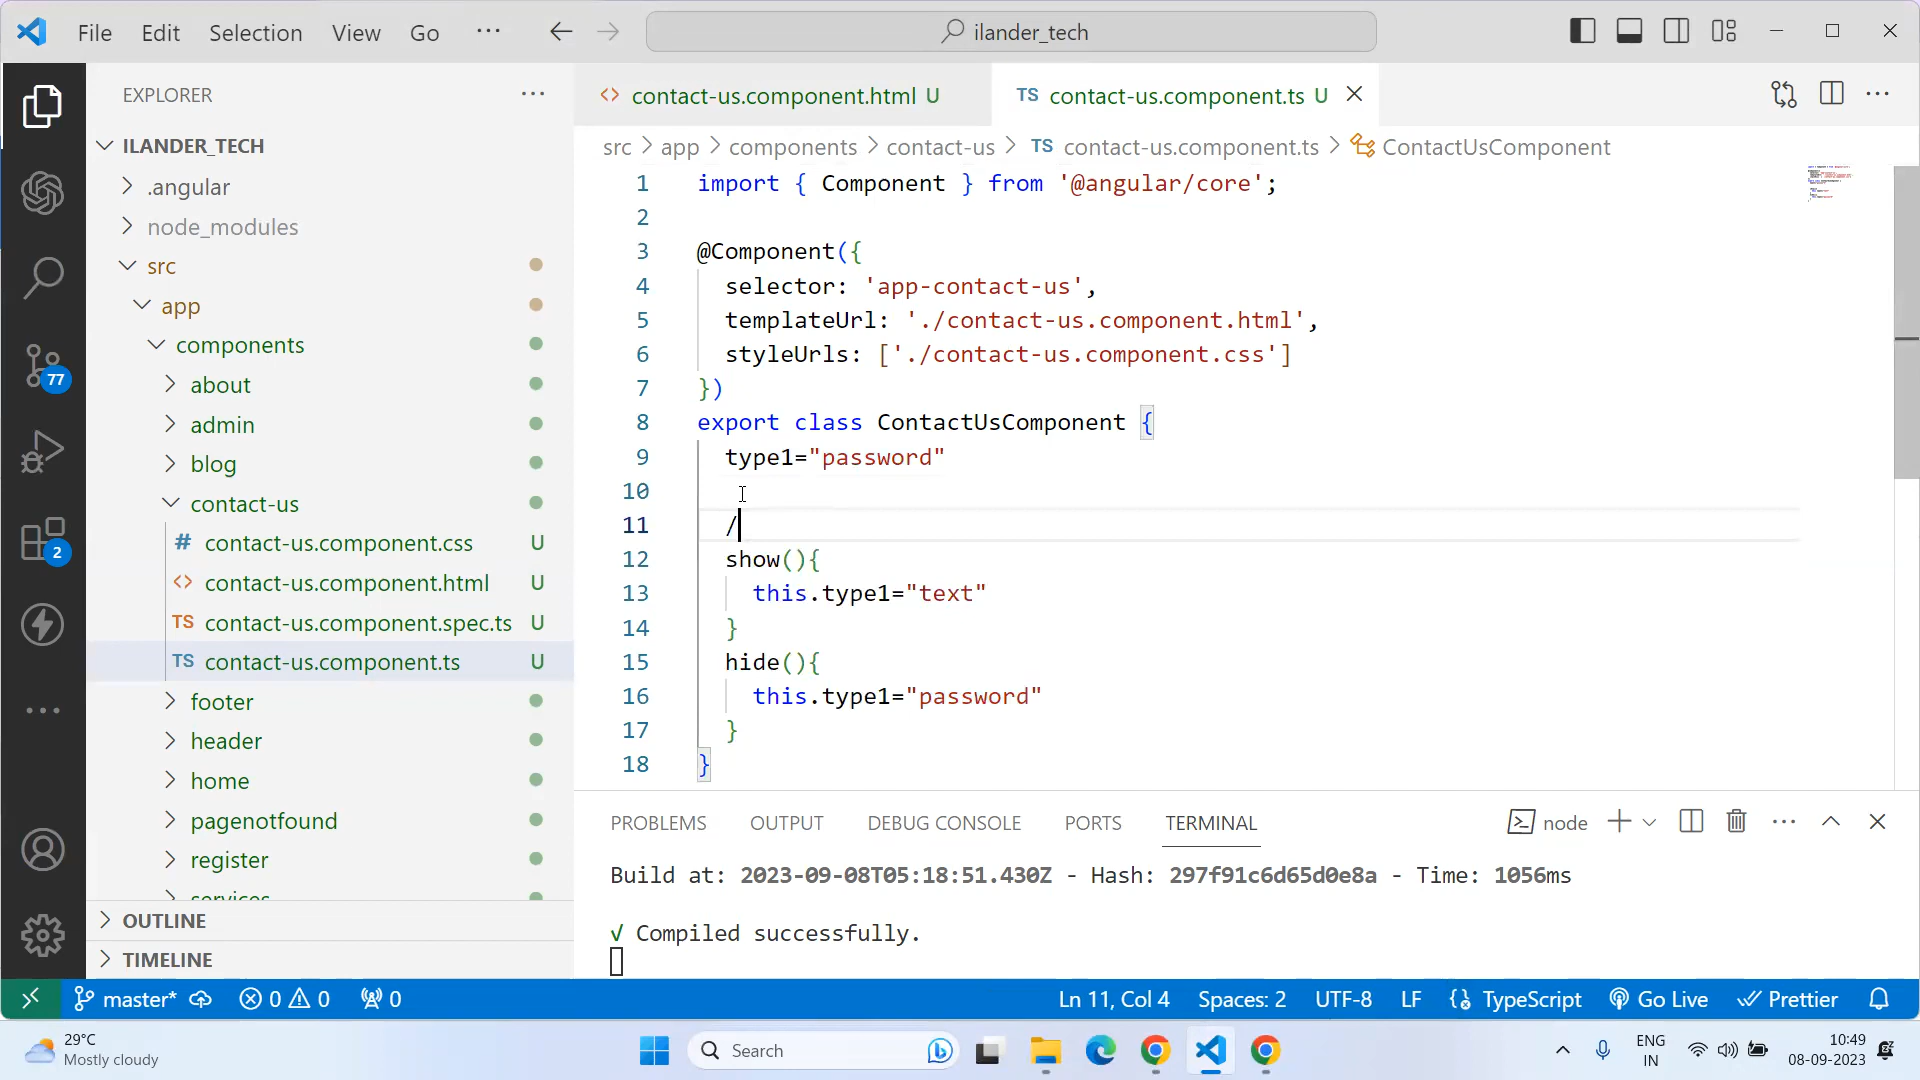 File Edit Selection View Go ··· ilander_tech
EXPLORER ···
contact-us.component.html U
TS contact-us.component.ts U
ILANDER_TECH
src > app > components > contact-us > TS contact-us.component.ts > ContactUsComponent
.angular
node_modules
src
app
components
about
admin
blog
contact-us
# contact-us.component.css U
<> contact-us.component.html U
TS contact-us.component.spec.ts U
TS contact-us.component.ts U
footer
header
home
pagenotfound
register
services
OUTLINE
TIMELINE
77
2
1 import { Component } from '@angular/core';
2
3 @Component({
4 selector: 'app-contact-us',
5 templateUrl: './contact-us.component.html',
6 styleUrls: ['./contact-us.component.css']
7 })
8 export class ContactUsComponent {
9 type1="password"
10
11 /
12 show(){
13 this.type1="text"
14 }
15 hide(){
16 this.type1="password"
17 }
18 }
PROBLEMS OUTPUT DEBUG CONSOLE PORTS TERMINAL node
Build at: 2023-09-08T05:18:51.430Z - Hash: 297f91c6d65d0e8a - Time: 1056ms
√ Compiled successfully.
master* 0 0 0 Ln 11, Col 4 Spaces: 2 UTF-8 LF TypeScript Go Live Prettier
29°C
Mostly cloudy
Search
ENG
IN
10:49
08-09-2023